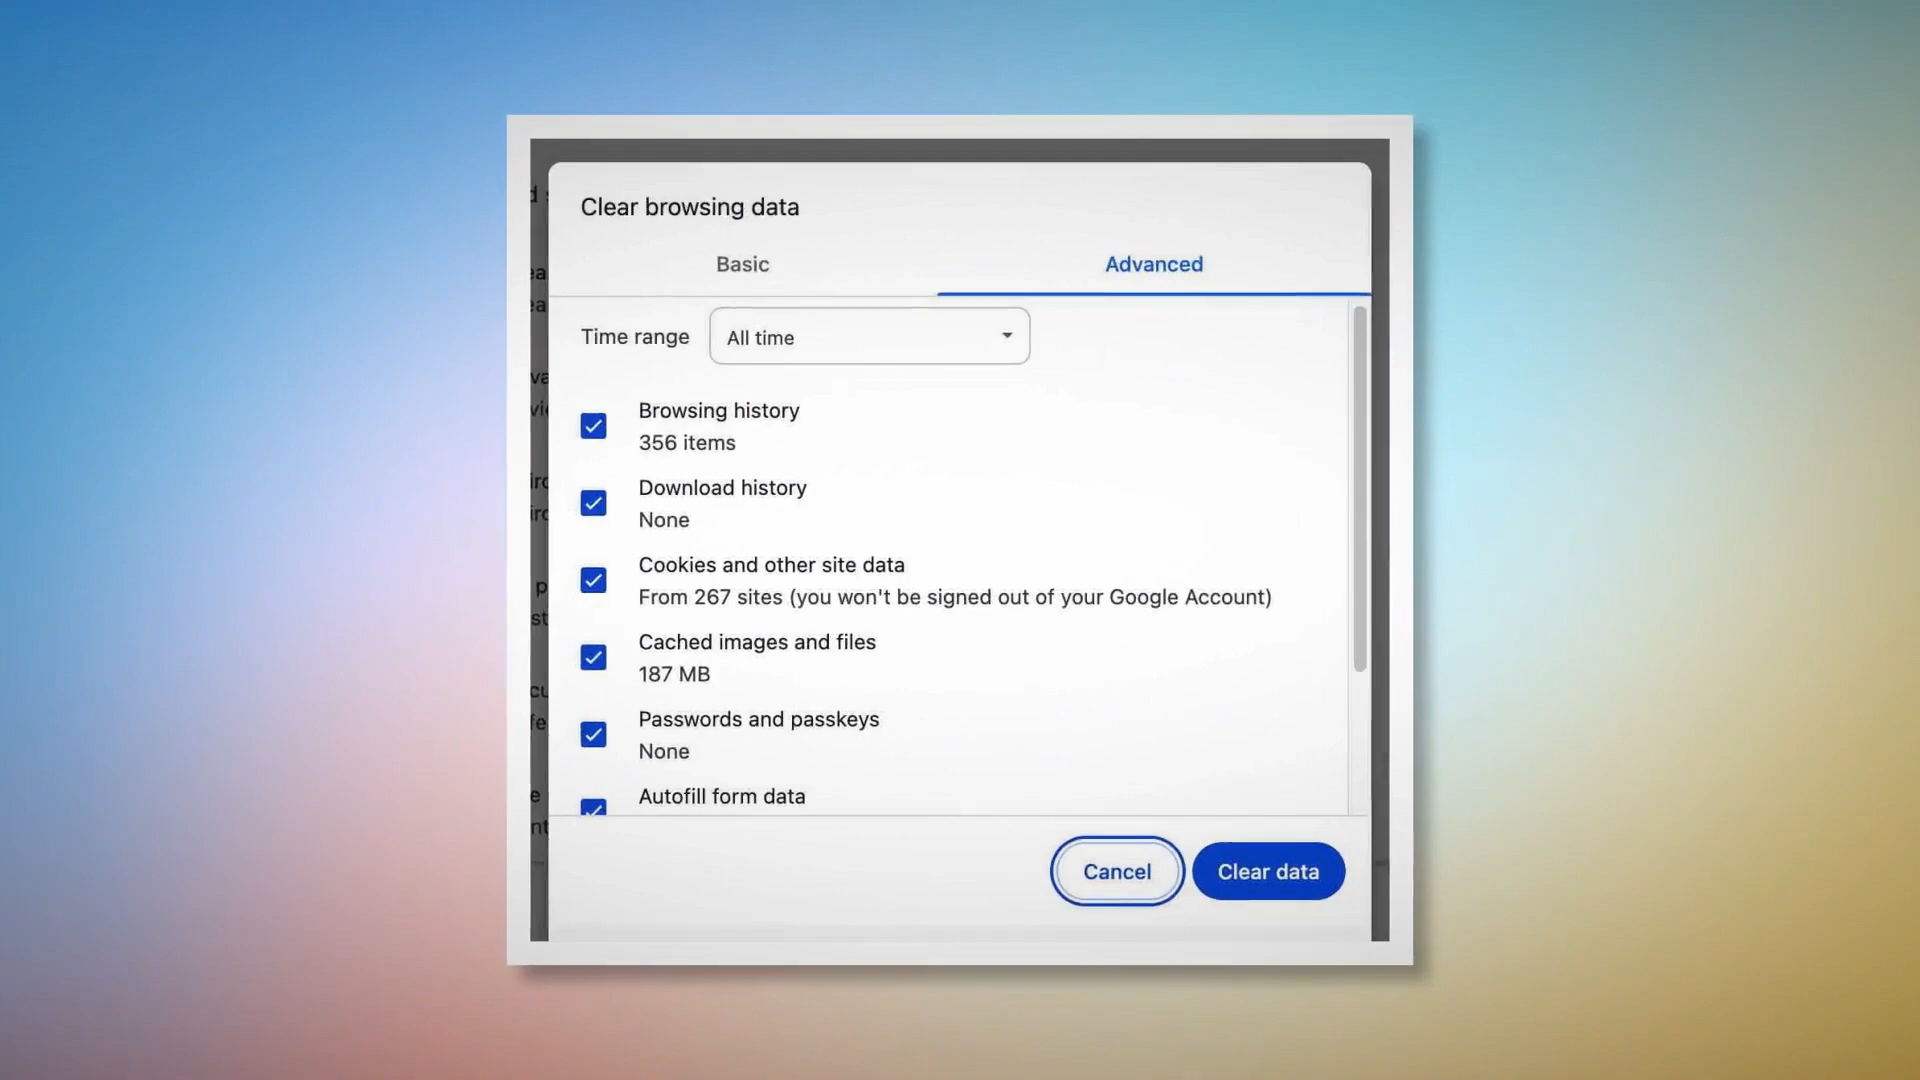 Clear browsing data
Basic
Advanced
Time range
All time
Browsing history
356 items
Download history
None
Cookies and other site data
From 267 sites (you won't be signed out of your Google Account)
Cached images and files
187 MB
Passwords and passkeys
None
Autofill form data
Cancel
Clear data